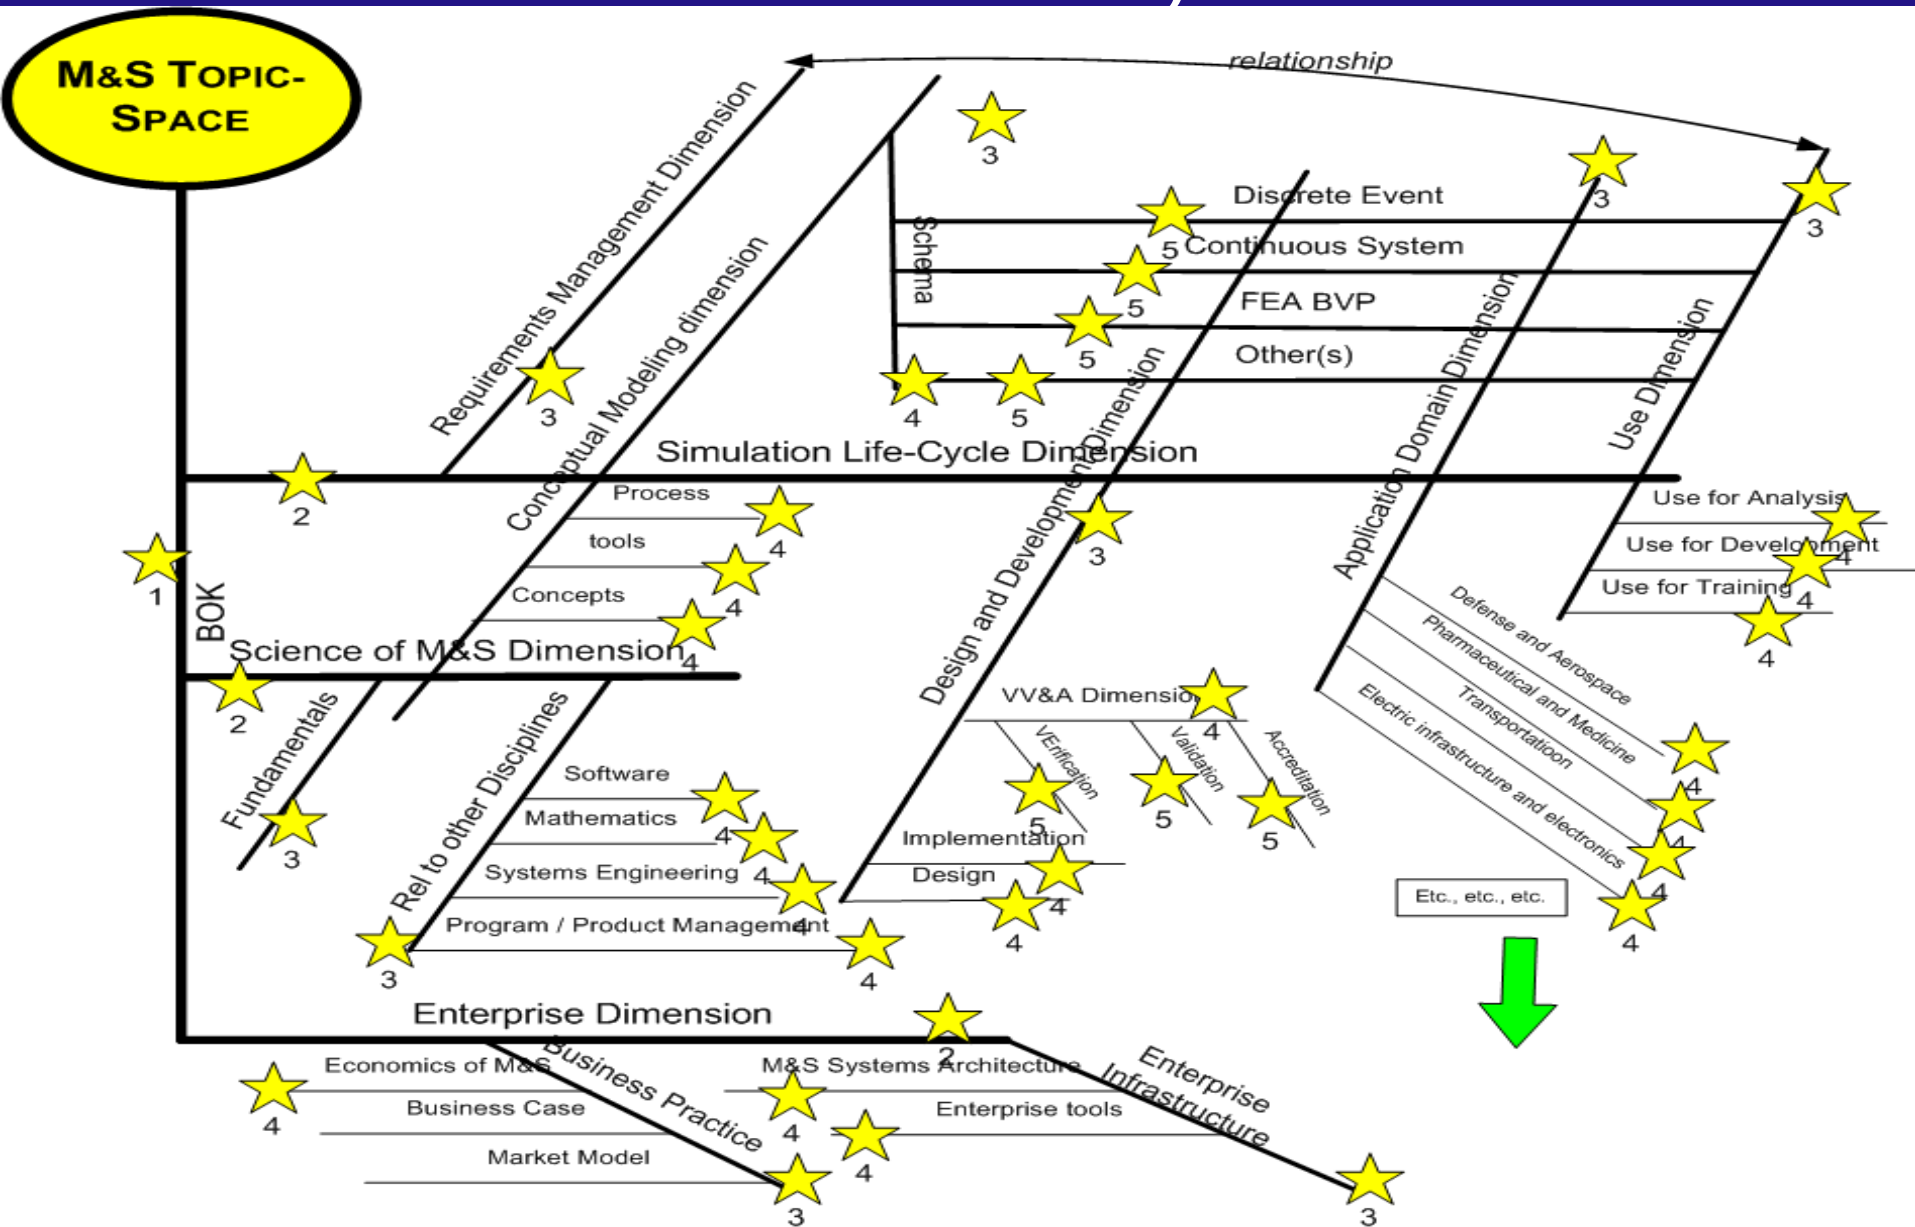 M&S TOPIC-
SPACE
relationship
Requirements Management Dimension
3
3
3
3
Discrete Event
5
Continuous System
Schema
5
FEA BVP
5
Other(s)
4
5
3
Conceptual Modeling dimension
Design and Development Dimension
Application Domain Dimension
Use Dimension
Simulation Life-Cycle Dimension
2
Process
4
tools
4
Concepts
4
3
Use for Analysis
4
Use for Development
4
Use for Training
4
1
BOK
Science of M&S Dimension
2
Fundamentals
3
Rel to other Disciplines
3
Software
4
Mathematics
4
Systems Engineering
4
Program / Product Management
4
VV&A Dimension
4
VErification
5
Validation
5
Accreditation
5
Implementation
4
Design
4
Defense and Aerospace
4
Pharmaceutical and Medicine
4
Transportatioon
4
Electric infrastructure and electronics
4
Etc., etc., etc.
Enterprise Dimension
2
Economics of M&S
4
Business Case
Market Model
Business Practice
3
M&S Systems Architecture
4
Enterprise tools
4
Enterprise
Infrastructure
3